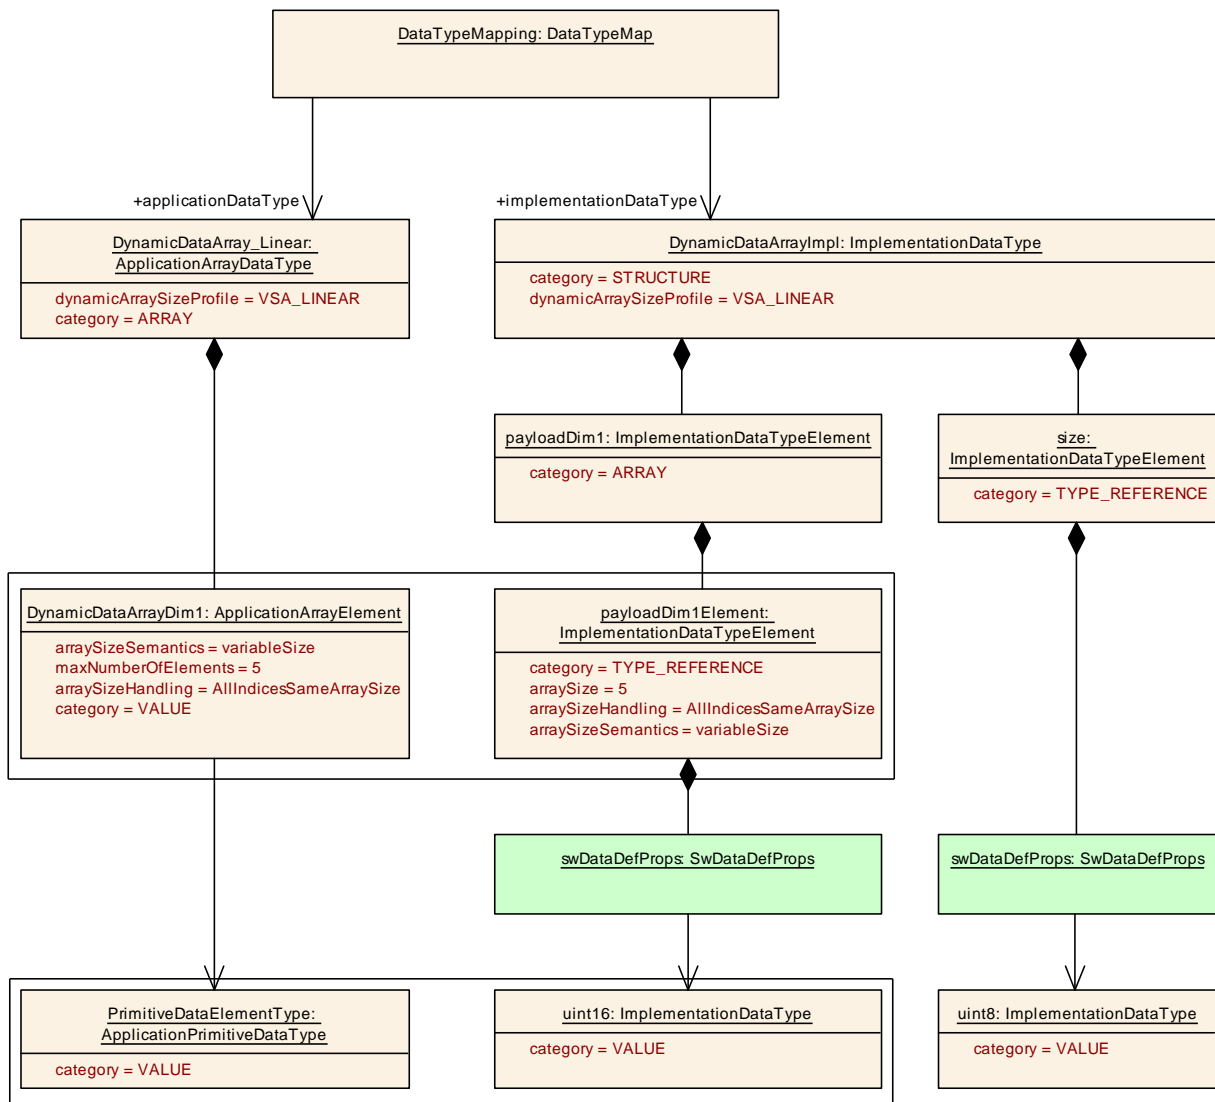 DataTypeMapping: DataTypeMap
+applicationDataType
+implementationDataType
DynamicDataArray_Linear:
ApplicationArrayDataType
dynamicArraySizeProfile = VSA_LINEAR
category = ARRAY
DynamicDataArrayImpl: ImplementationDataType
category = STRUCTURE
dynamicArraySizeProfile = VSA_LINEAR
payloadDim1: ImplementationDataTypeElement
category = ARRAY
size:
ImplementationDataTypeElement
category = TYPE_REFERENCE
DynamicDataArrayDim1: ApplicationArrayElement
arraySizeSemantics = variableSize
maxNumberOfElements = 5
arraySizeHandling = AllIndicesSameArraySize
category = VALUE
payloadDim1Element:
ImplementationDataTypeElement
category = TYPE_REFERENCE
arraySize = 5
arraySizeHandling = AllIndicesSameArraySize
arraySizeSemantics = variableSize
swDataDefProps: SwDataDefProps
swDataDefProps: SwDataDefProps
PrimitiveDataElementType:
ApplicationPrimitiveDataType
category = VALUE
uint16: ImplementationDataType
category = VALUE
uint8: ImplementationDataType
category = VALUE